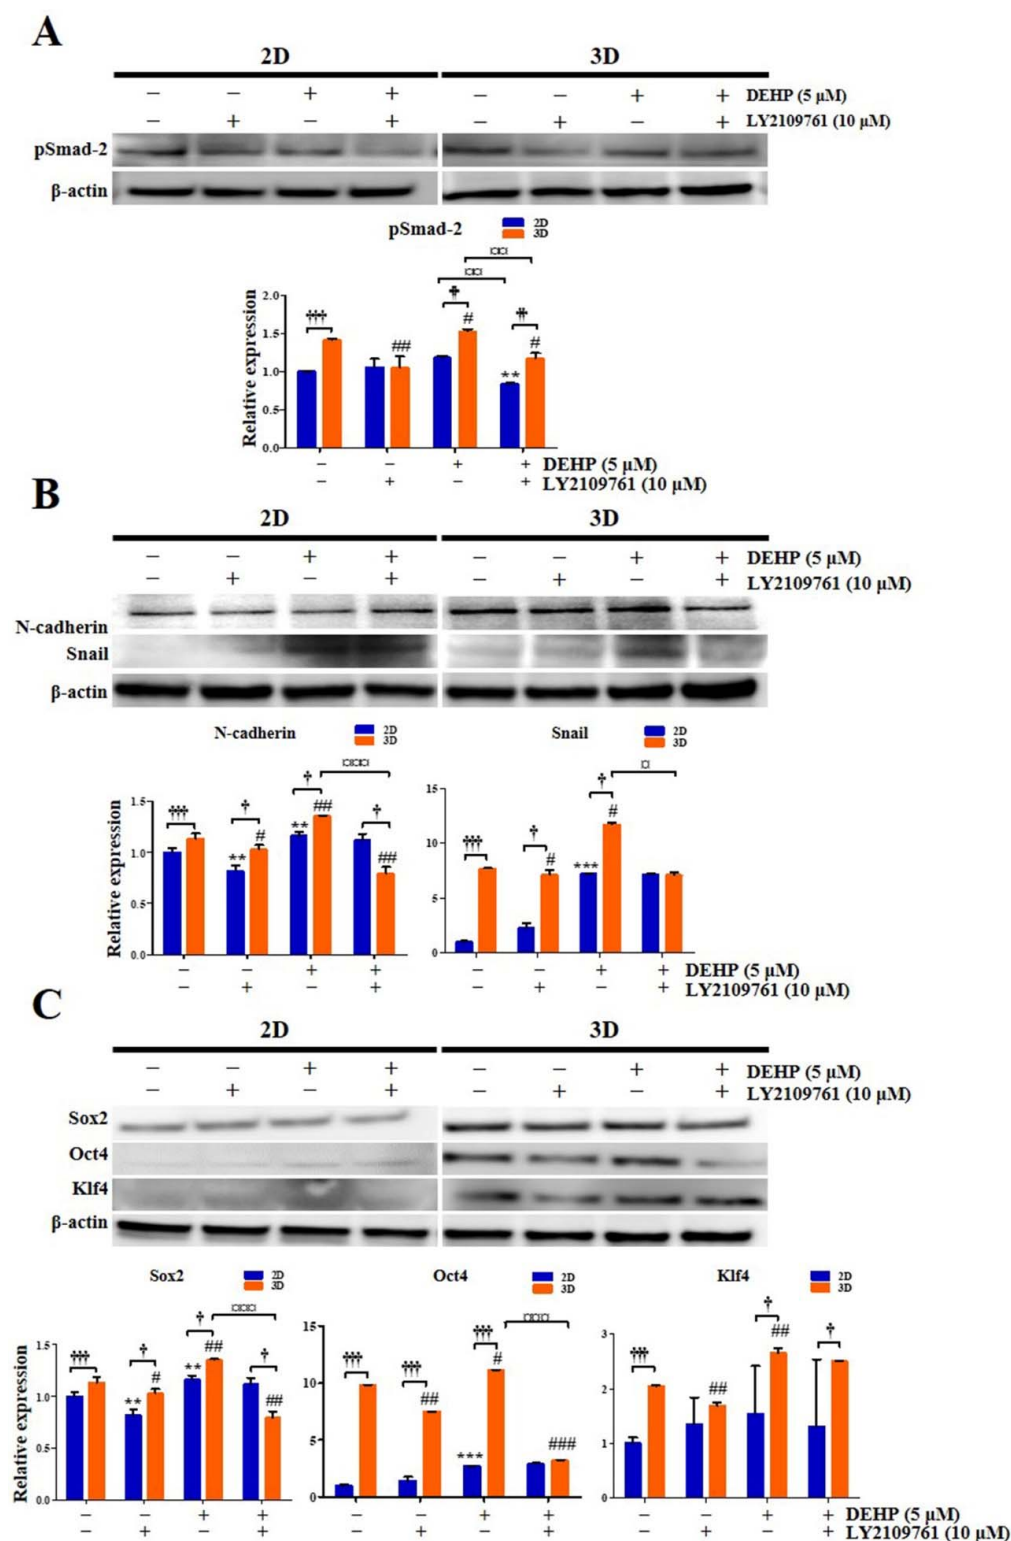 A
2D 3D
− − + + − − + + DEHP (5 μM)
− + − + − + − + LY2109761 (10 μM)
pSmad-2
β-actin
pSmad-2
2D
3D
¤¤
¤¤
††† † # ‡ # ## **
Relative expression
2.0
1.5
1.0
0.5
0.0
− − + + DEHP (5 μM)
− + − + LY2109761 (10 μM)
B
2D 3D
− − + + − − + + DEHP (5 μM)
− + − + − + − + LY2109761 (10 μM)
N-cadherin
Snail
β-actin
N-cadherin
2D
3D
¤¤¤
††† † † † ** # ** ## ##
Relative expression
1.5
1.0
0.5
0.0
Snail
2D
3D
¤
††† † † # *** #
15
10
5
0
− − + + − − + + DEHP (5 μM)
− + − + − + − + LY2109761 (10 μM)
C
2D 3D
− − + + − − + + DEHP (5 μM)
− + − + − + − + LY2109761 (10 μM)
Sox2
Oct4
Klf4
β-actin
Sox2
2D
3D
¤¤¤
††† † † † ** # ** ## ##
Relative expression
1.5
1.0
0.5
0.0
Oct4
2D
3D
¤¤¤
††† ††† ††† ## *** # ###
15
10
5
0
Klf4
2D
3D
††† ## † ## †
3
2
1
0
− − + + − − + + − − + + DEHP (5 μM)
− + − + − + − + − + − + LY2109761 (10 μM)